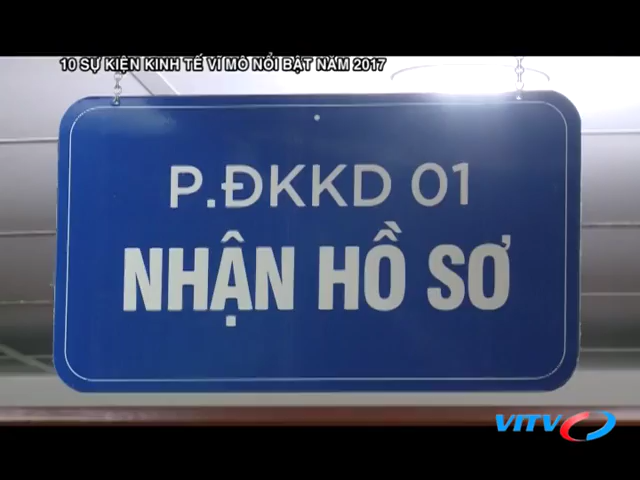 10 SỰ KIỆN KINH TẾ VĨ MÔ NỔI BẬT NĂM 2017
P.ĐKKD 01
NHẬN HỒ SƠ
VITV